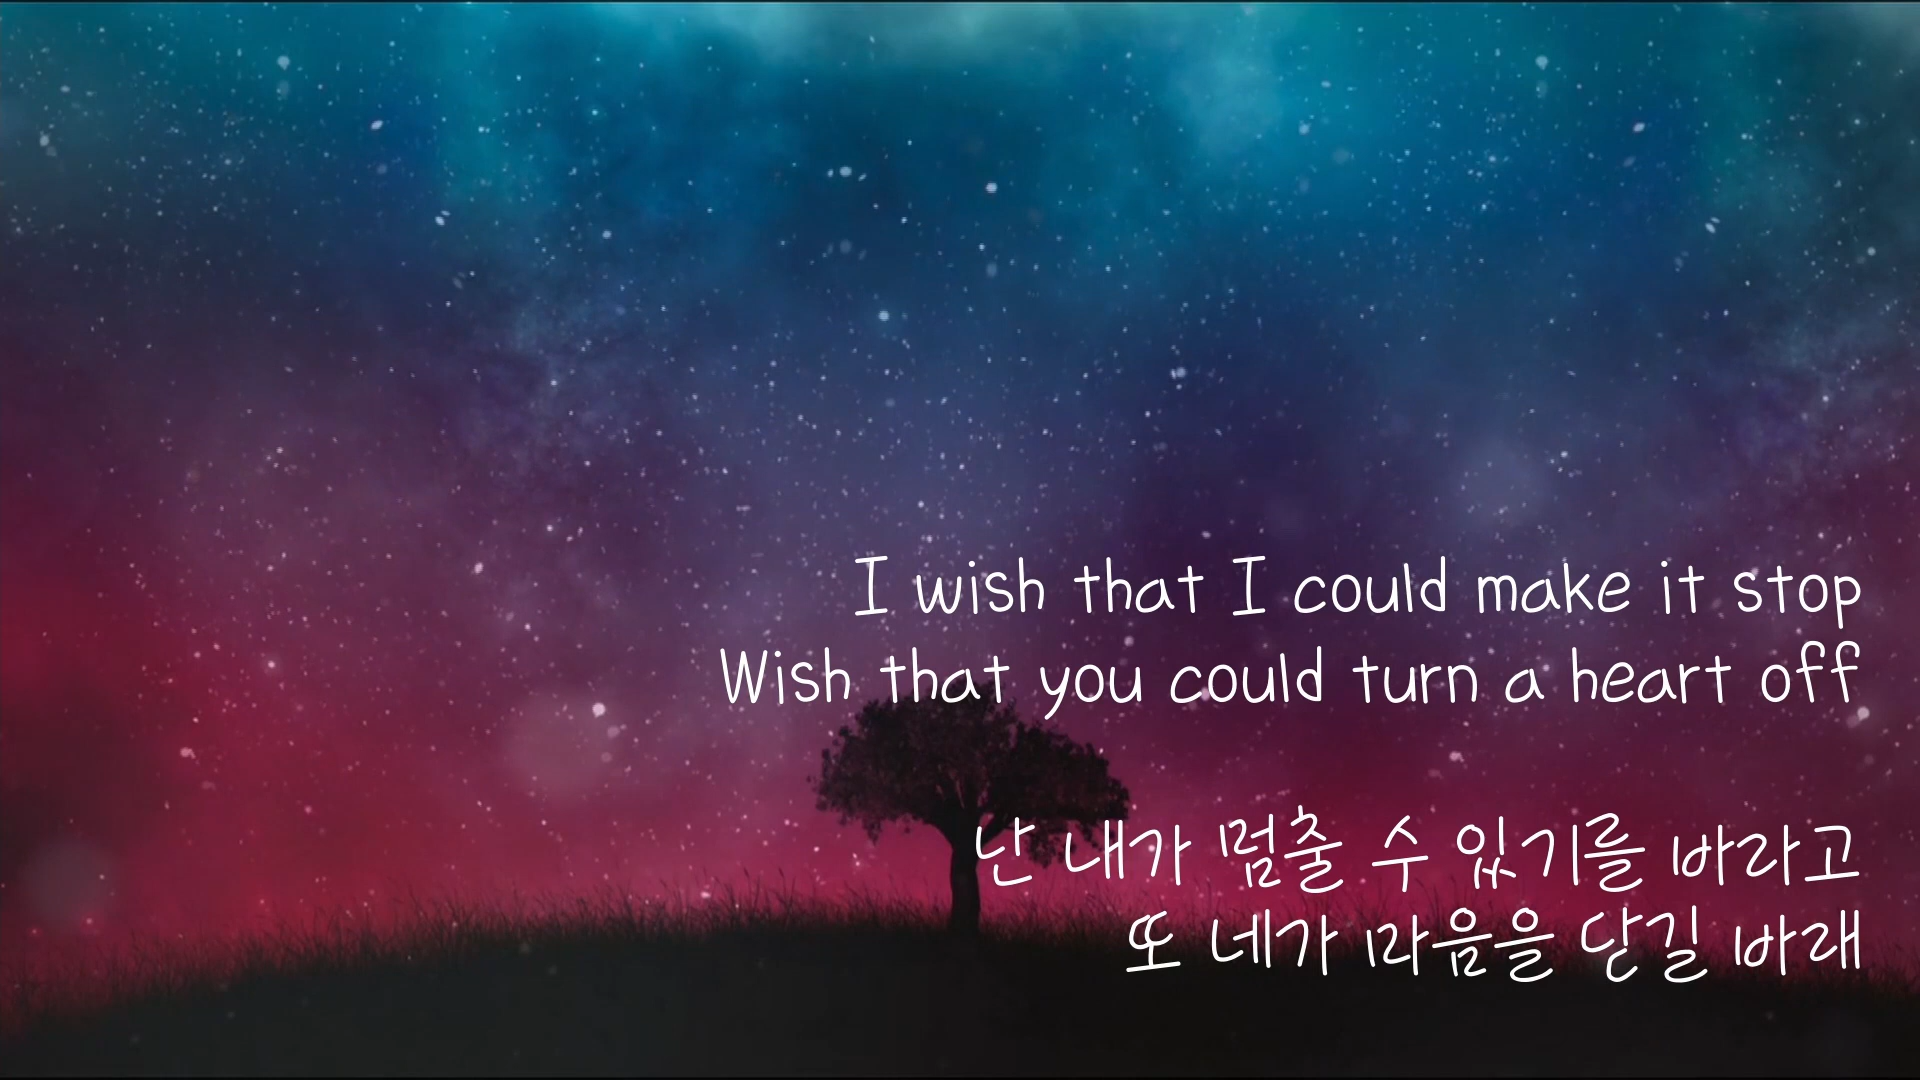 I wish that I could make it stop
Wish that you could turn a heart off
난 내가 멈출 수 있기를 바라고
또 네가 마음을 닫길 바래